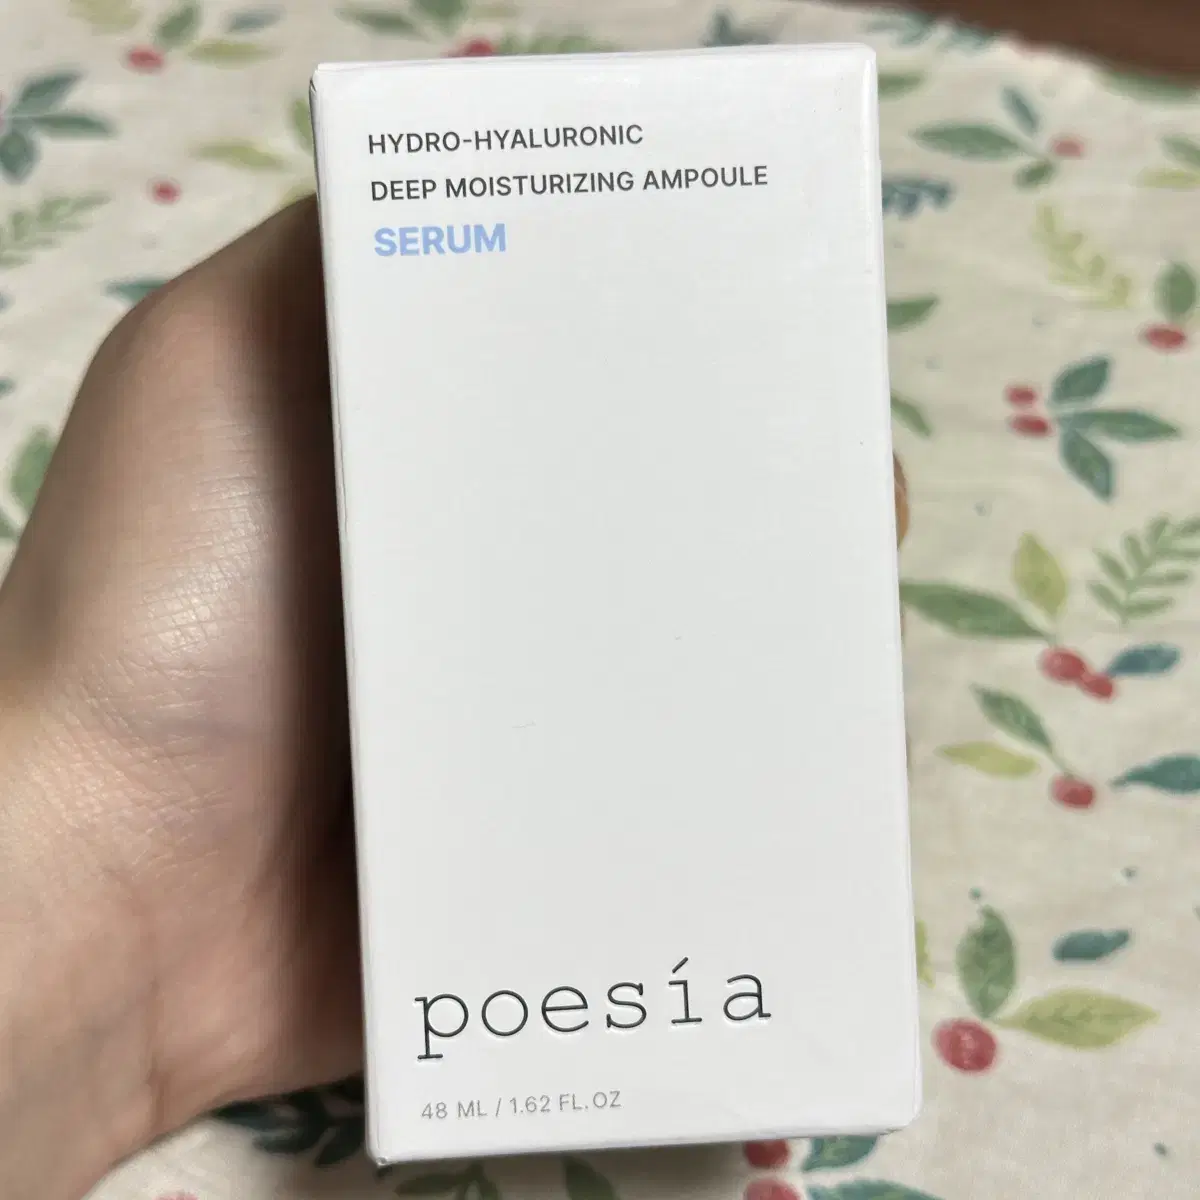 HYDRO-HYALURONIC
DEEP MOISTURIZING AMPOULE
SERUM
poesía
48 ML / 1.62 FL.OZ